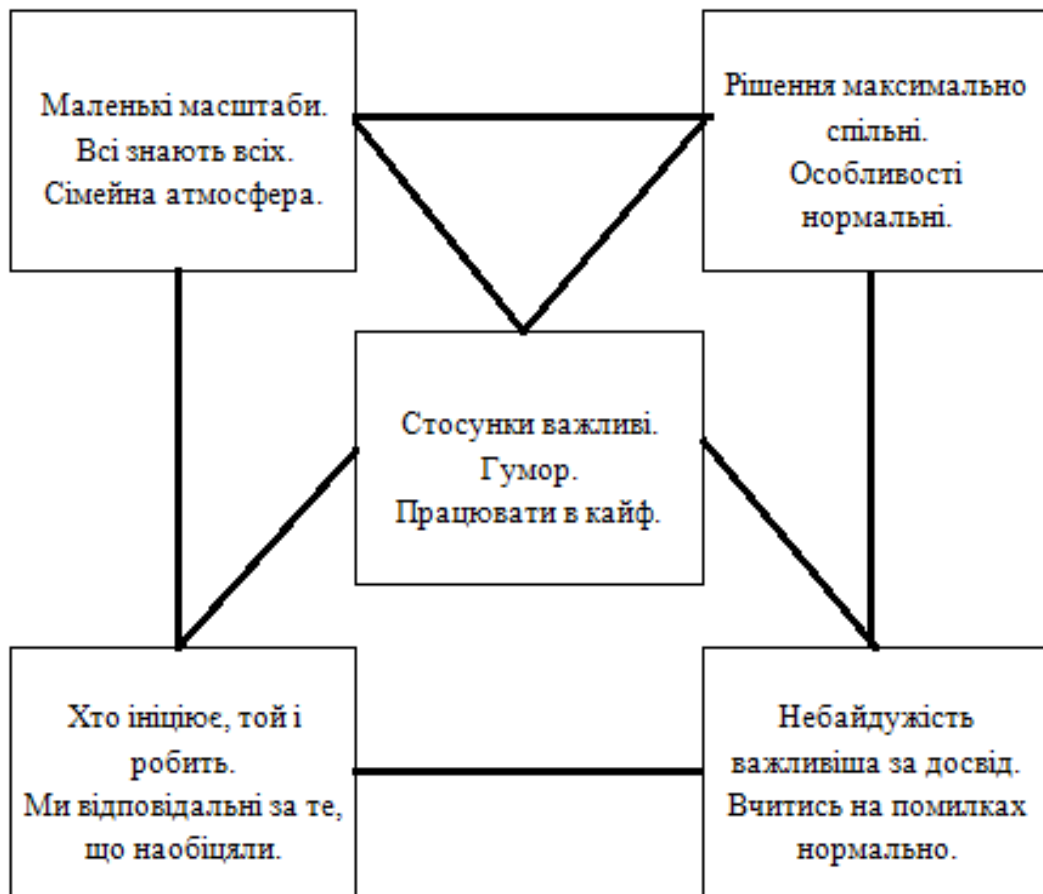 Маленькі масштаби.
Всі знають всіх.
Сімейна атмосфера.
Рішення максимально
спільні.
Особливості
нормальні.
Стосунки важливі.
Гумор.
Працювати в кайф.
Хто ініціює, той і
робить.
Ми відповідальні за те,
що наобіцяли.
Небайдужість
важливіша за досвід.
Вчитись на помилках
нормально.